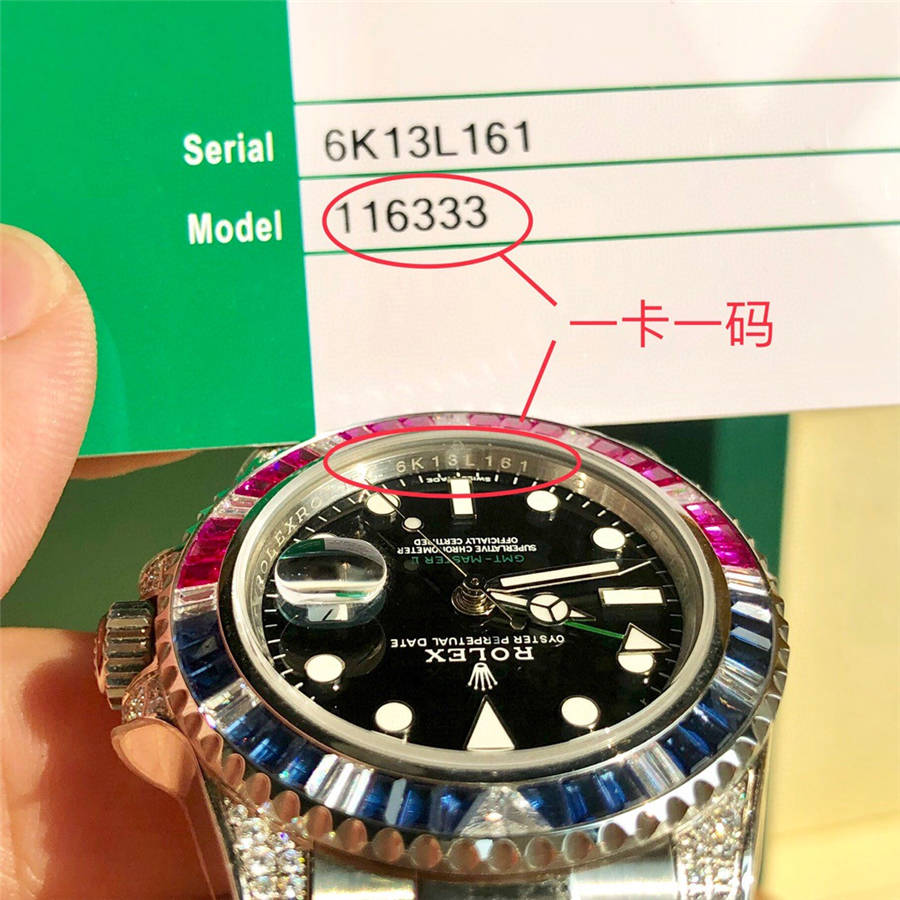 Serial 6K13L161
Model 116333
一卡一码
6K13L161
SWISS MADE
ROLEX
OYSTER PERPETUAL DATE
GMT-MASTER II
SUPERLATIVE CHRONOMETER
OFFICIALLY CERTIFIED